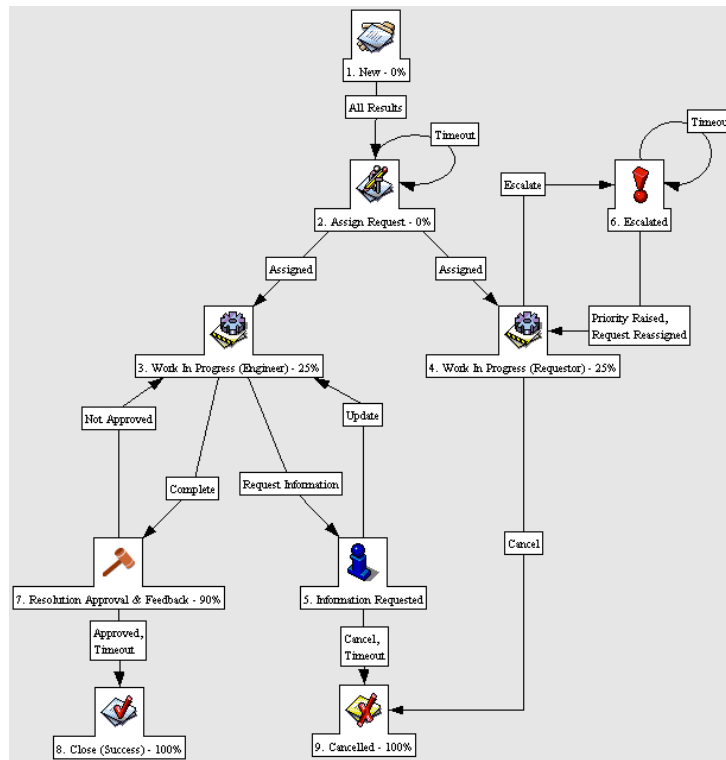 1. New - 0%
All Results
Timeout
Timeout
Escalate
2. Assign Request - 0%
6. Escalated
Assigned
Assigned
Priority Raised,
Request Reassigned
3. Work In Progress (Engineer) - 25%
4. Work In Progress (Requestor) - 25%
Not Approved
Update
Complete
Request Information
Cancel
7. Resolution Approval & Feedback - 90%
5. Information Requested
Approved,
Timeout
Cancel,
Timeout
8. Close (Success) - 100%
9. Cancelled - 100%